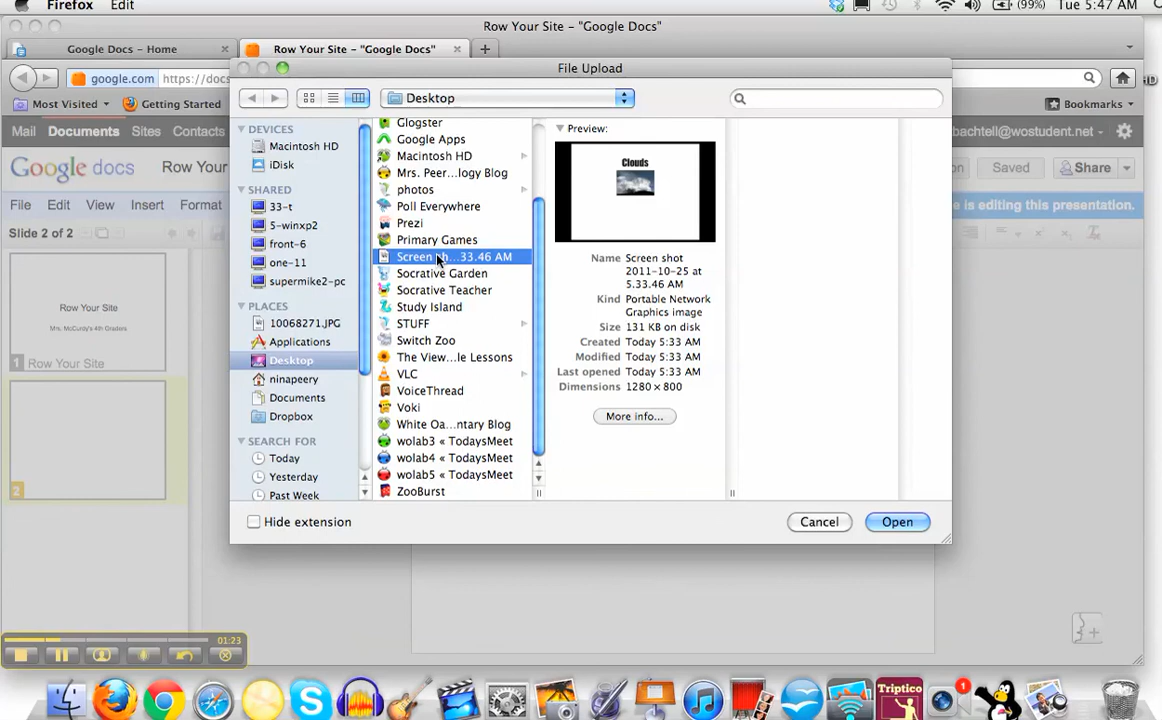 Firefox Edit
(99%) Tue 5:47 AM
Row Your Site – "Google Docs"
Google Docs – Home
Row Your Site – "Google Docs"
google.com https://docs
Most Visited
Getting Started
Bookmarks
Mail Documents Sites Contacts
bachtell@wostudent.net
Google docs
Row Your
Saved
Share
File Edit View Insert Format
is editing this presentation.
Slide 2 of 2
Row Your Site
Mrs. McCurdy's 4th Graders
1 Row Your Site
2
File Upload
Desktop
DEVICES
Macintosh HD
iDisk
SHARED
33-t
5-winxp2
front-6
one-11
supermike2-pc
PLACES
10068271.JPG
Applications
Desktop
ninapeery
Documents
Dropbox
SEARCH FOR
Today
Yesterday
Past Week
Glogster
Google Apps
Macintosh HD
Mrs. Peer...logy Blog
photos
Poll Everywhere
Prezi
Primary Games
Screen sh...33.46 AM
Socrative Garden
Socrative Teacher
Study Island
STUFF
Switch Zoo
The View...le Lessons
VLC
VoiceThread
Voki
White Oa...ntary Blog
wolab3 « TodaysMeet
wolab4 « TodaysMeet
wolab5 « TodaysMeet
ZooBurst
Preview:
Clouds
Name Screen shot
2011-10-25 at
5.33.46 AM
Kind Portable Network
Graphics image
Size 131 KB on disk
Created Today 5:33 AM
Modified Today 5:33 AM
Last opened Today 5:33 AM
Dimensions 1280 × 800
More info...
Hide extension
Cancel
Open
01:23
1
Triptico